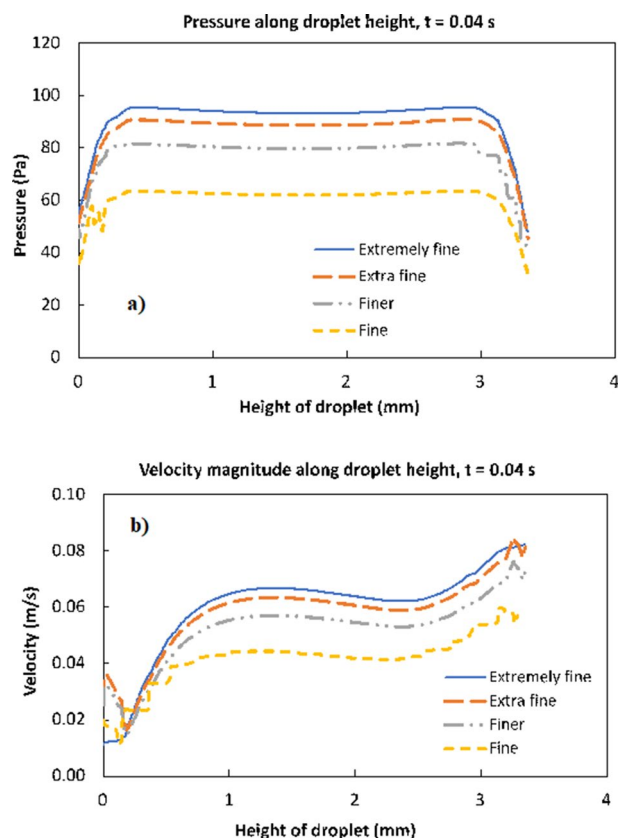 Pressure along droplet height, t = 0.04 s
120
100
80
60
40
20
0
Pressure (Pa)
a)
Extremely fine
Extra fine
Finer
Fine
0 1 2 3 4
Height of droplet (mm)
Velocity magnitude along droplet height, t = 0.04 s
0.10
0.08
0.06
0.04
0.02
0.00
Velocity (m/s)
b)
Extremely fine
Extra fine
Finer
Fine
0 1 2 3 4
Height of droplet (mm)